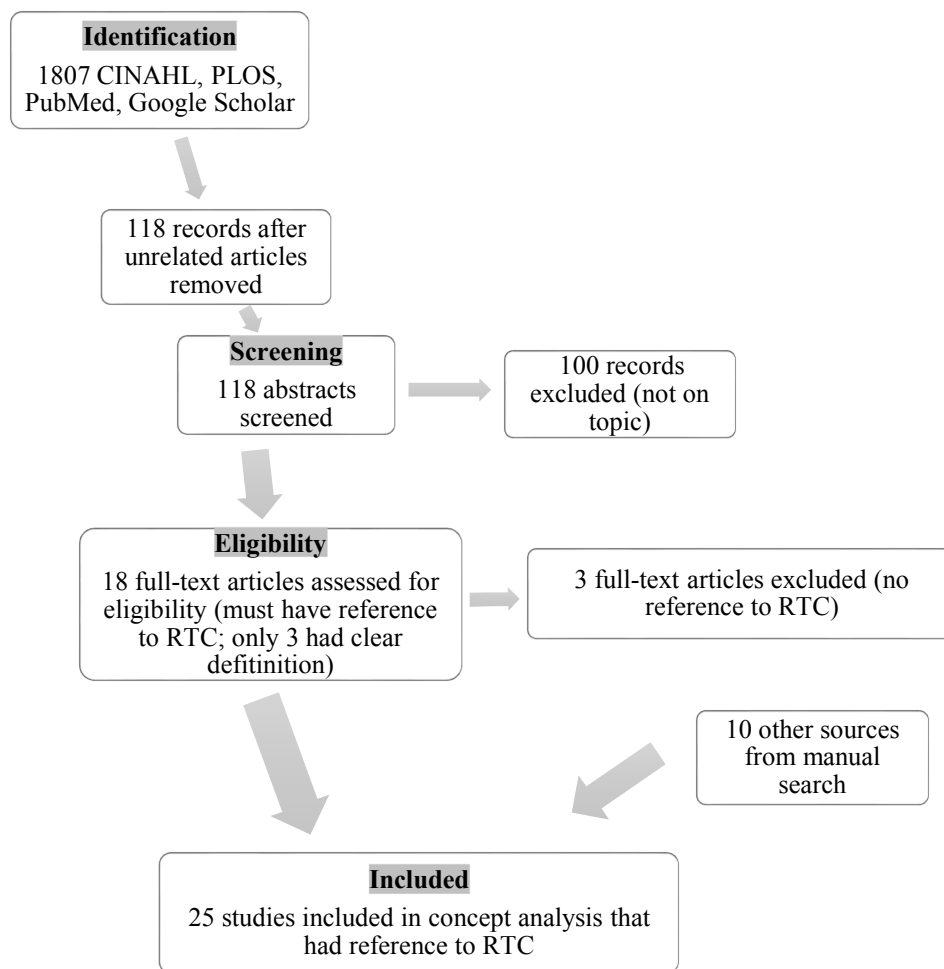 Identification
1807 CINAHL, PLOS,
PubMed, Google Scholar
118 records after
unrelated articles
removed
Screening
118 abstracts
screened
100 records
excluded (not on
topic)
Eligibility
18 full-text articles assessed for
eligibility (must have reference
to RTC; only 3 had clear
defitinition)
3 full-text articles excluded (no
reference to RTC)
10 other sources
from manual
search
Included
25 studies included in concept analysis that
had reference to RTC